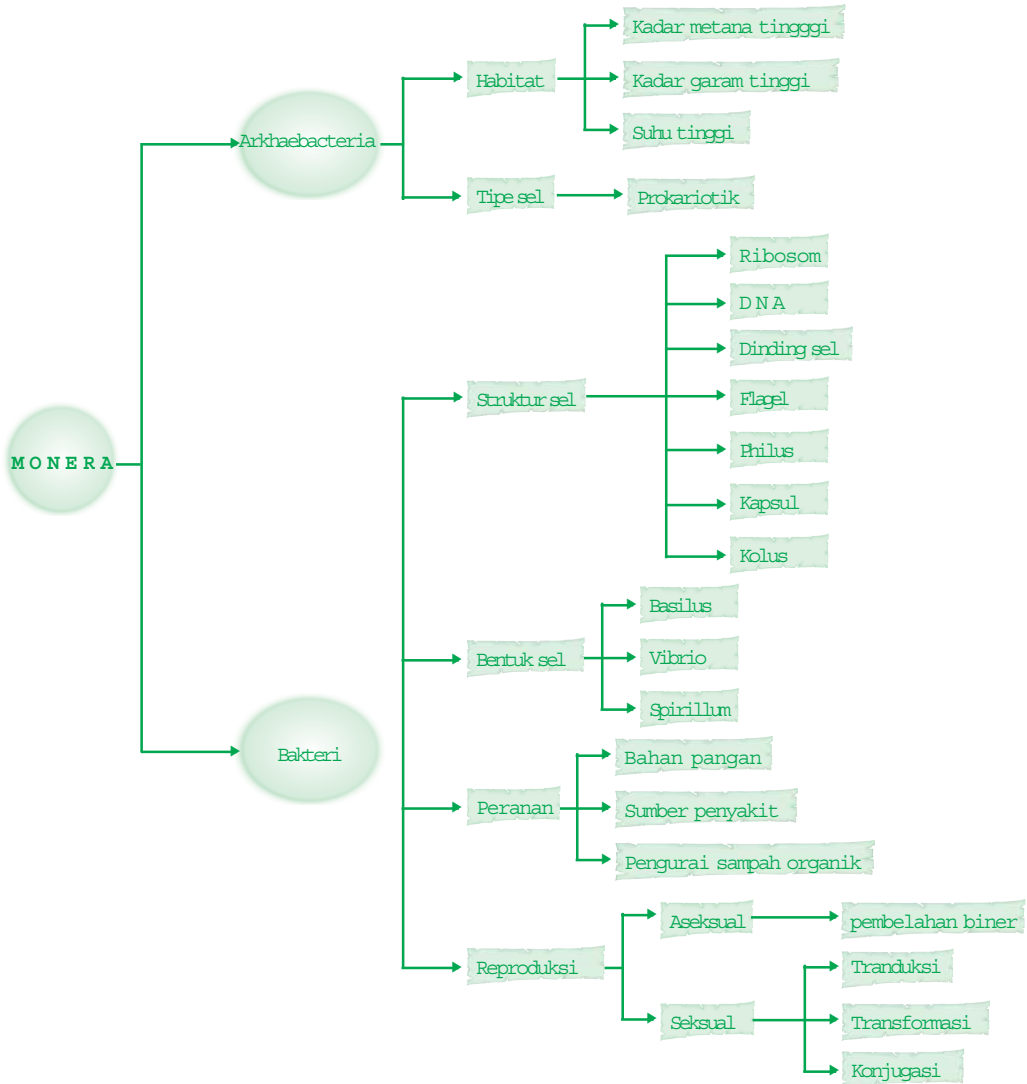 MONERA
Arkhaebacteria
Habitat
Kadar metana tingggi
Kadar garam tinggi
Suhu tinggi
Tipe sel
Prokariotik
Bakteri
Struktur sel
Ribosom
DNA
Dinding sel
Flagel
Philus
Kapsul
Kolus
Bentuk sel
Basilus
Vibrio
Spirillum
Peranan
Bahan pangan
Sumber penyakit
Pengurai sampah organik
Reproduksi
Aseksual
pembelahan biner
Seksual
Tranduksi
Transformasi
Konjugasi